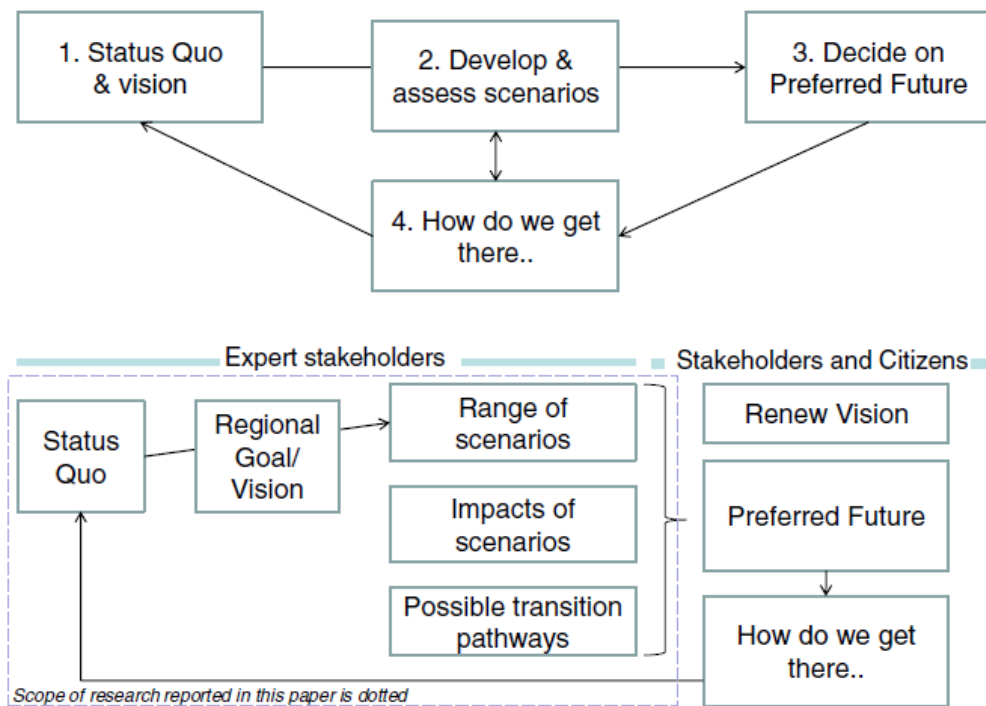 1. Status Quo
& vision
2. Develop &
assess scenarios
3. Decide on
Preferred Future
4. How do we get
there..
Expert stakeholders
Stakeholders and Citizens
Status
Quo
Regional
Goal/
Vision
Range of
scenarios
Impacts of
scenarios
Possible transition
pathways
Renew Vision
Preferred Future
How do we get
there..
Scope of research reported in this paper is dotted